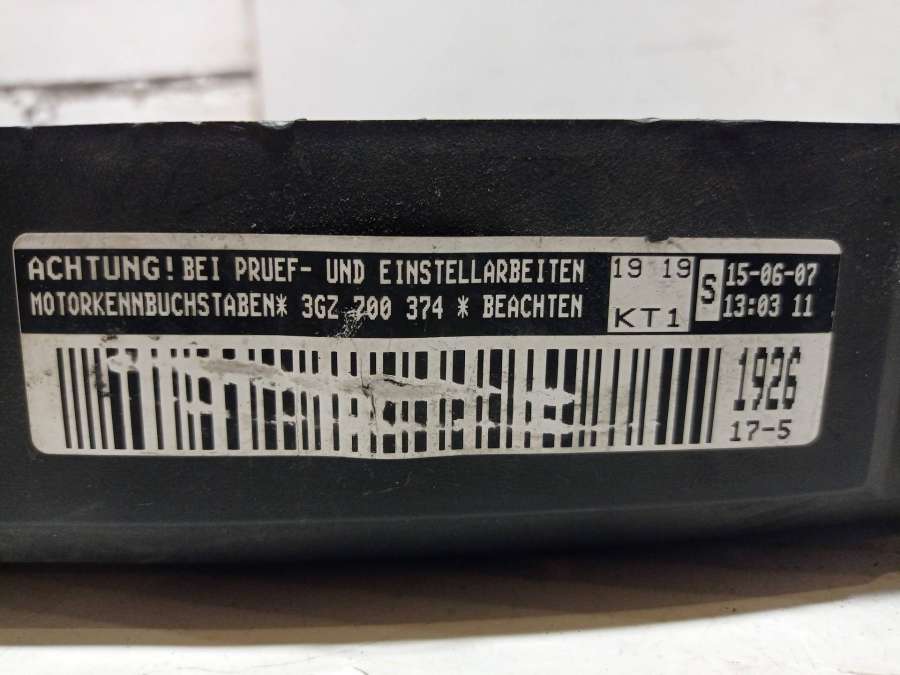 ACHTUNG! BEI PRUEF- UND EINSTELLARBEITEN
MOTORKENNBUCHSTABEN* 3GZ 700 374 * BEACHTEN
19 19
KT1
S
15-06-07
13:03 11
1926
17-5